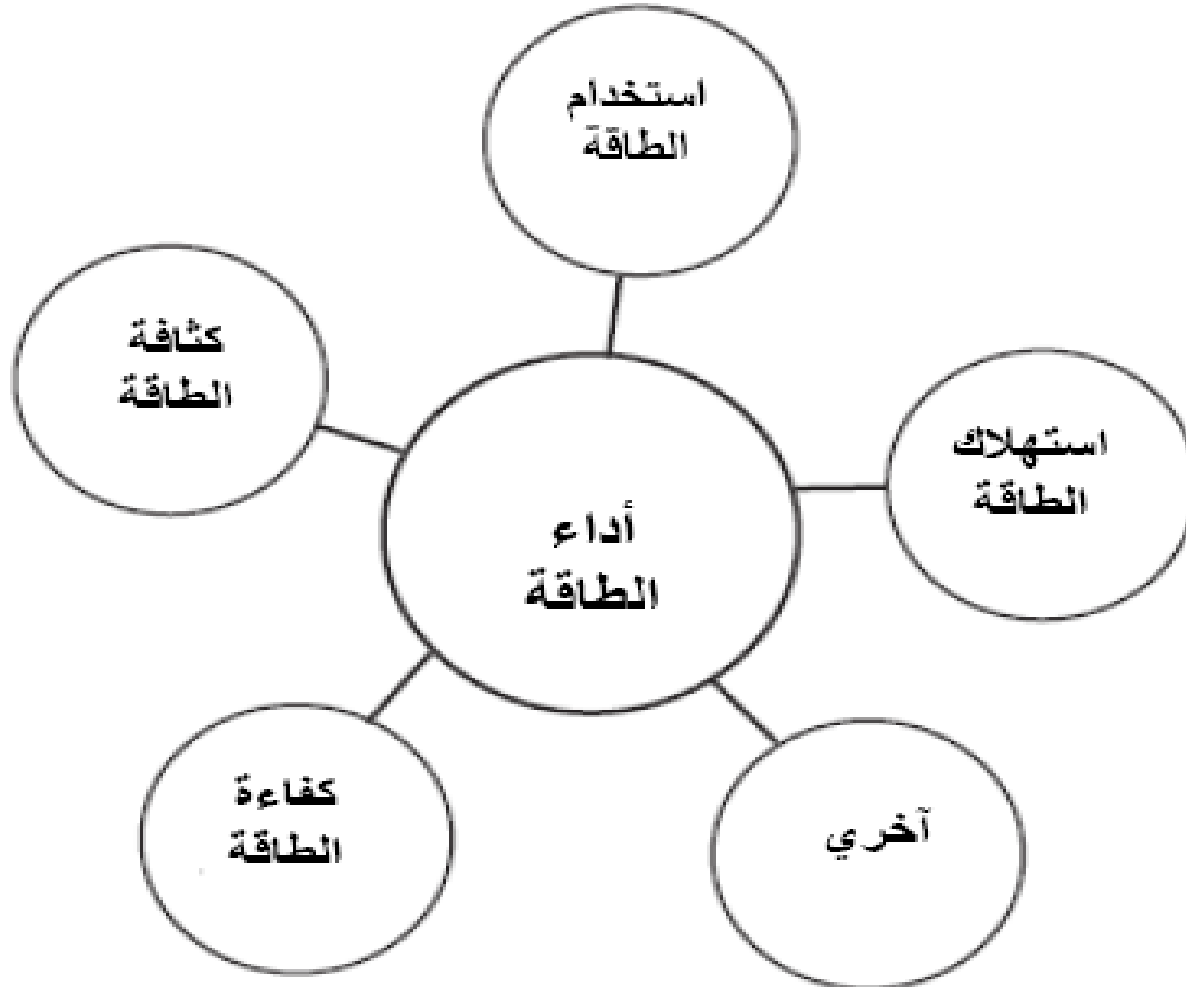 استخدام
الطاقة
كثافة
الطاقة
استهلاك
الطاقة
أداء
الطاقة
كفاءة
الطاقة
آخري